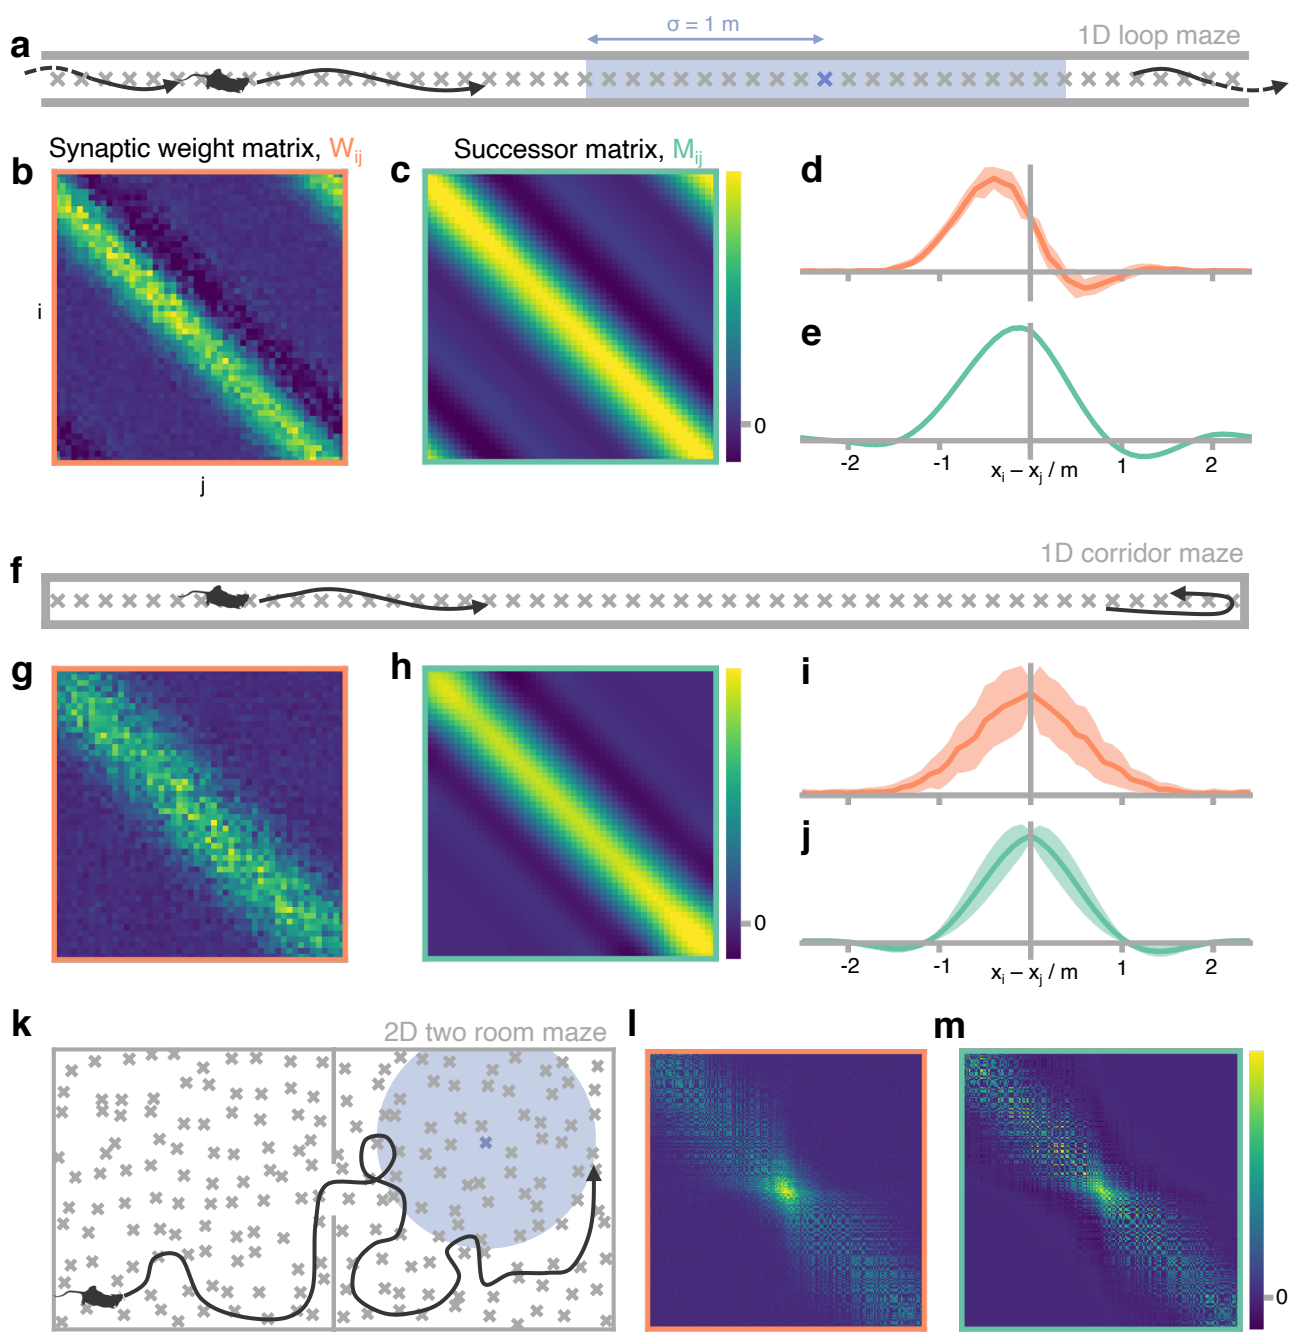 a
σ = 1 m
1D loop maze
b
Synaptic weight matrix, Wij
c
Successor matrix, Mij
d
i
j
0
e
-2 -1 1 2
xi – xj / m
f
1D corridor maze
g
h
0
i
j
-2 -1 1 2
xi – xj / m
k
2D two room maze
l
m
0